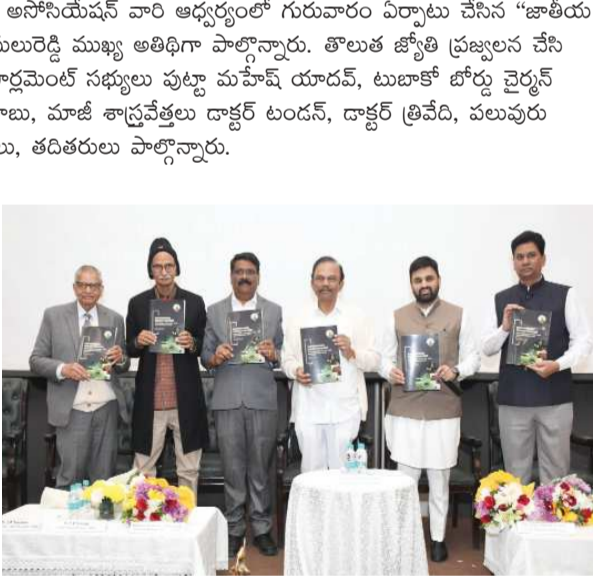 అసోసియేషన్ వారి ఆధ్వర్యంలో గురువారం ఏర్పాటు చేసిన "జాతీయ
ములురెడ్డి ముఖ్య అతిథిగా పాల్గొన్నారు. తొలుత జ్యోతి ప్రజ్వలన చేసి
ార్లమెంట్ సభ్యులు పుట్టా మహేష్ యాదవ్, టుబాకో బోర్డు చైర్మన్
ాబు, మాజీ శాస్త్రవేత్తలు డాక్టర్ టండన్, డాక్టర్ త్రివేది, పలువురు
లు, తదితరులు పాల్గొన్నారు.